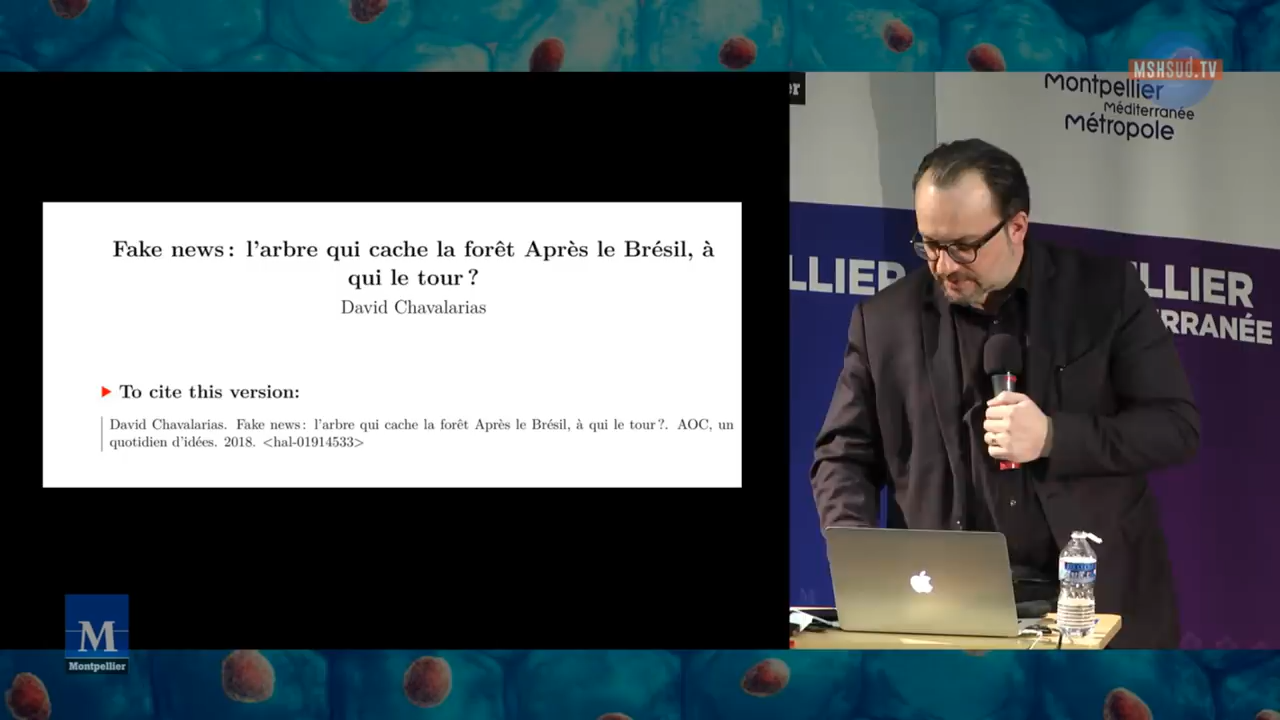 MSHSUD.TV
er
Montpellier
Méditerranée
Métropole
Fake news : l'arbre qui cache la forêt Après le Brésil, à
qui le tour ?
David Chavalarias
LLIER
LLIER
RRANÉE
► To cite this version:
David Chavalarias. Fake news : l'arbre qui cache la forêt Après le Brésil, à qui le tour ?. AOC, un
quotidien d'idées. 2018. <hal-01914533>
M
Montpellier